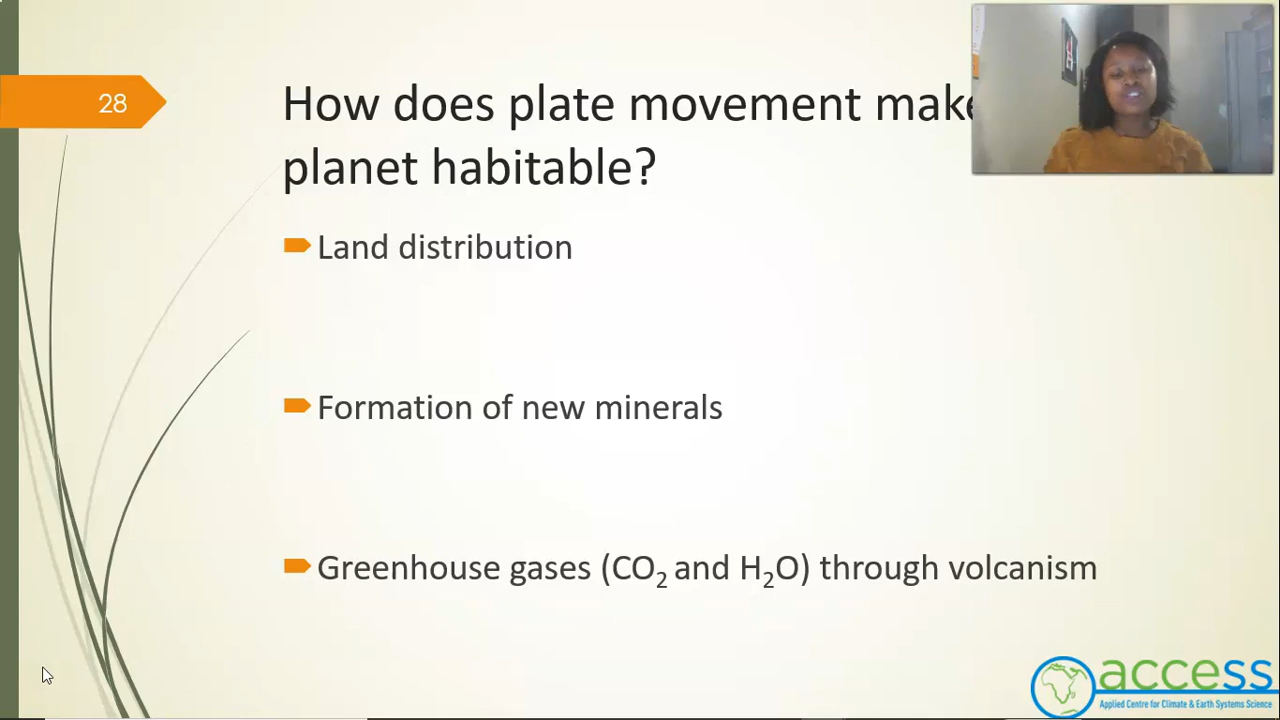 28
How does plate movement make
planet habitable?
Land distribution
Formation of new minerals
Greenhouse gases (CO₂ and H₂O) through volcanism
access
Applied Centre for Climate & Earth Systems Science